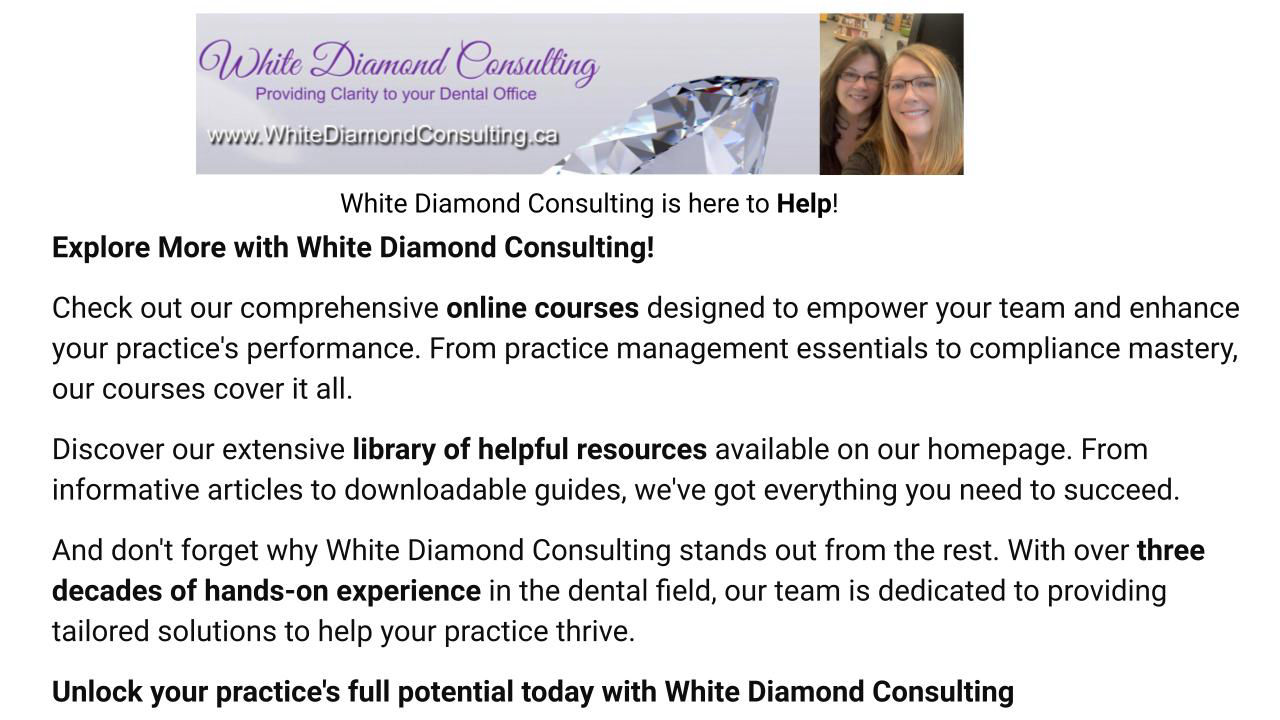 White Diamond Consulting
Providing Clarity to your Dental Office
www.WhiteDiamondConsulting.ca
White Diamond Consulting is here to Help!
Explore More with White Diamond Consulting!
Check out our comprehensive online courses designed to empower your team and enhance
your practice's performance. From practice management essentials to compliance mastery,
our courses cover it all.
Discover our extensive library of helpful resources available on our homepage. From
informative articles to downloadable guides, we've got everything you need to succeed.
And don't forget why White Diamond Consulting stands out from the rest. With over three
decades of hands-on experience in the dental field, our team is dedicated to providing
tailored solutions to help your practice thrive.
Unlock your practice's full potential today with White Diamond Consulting